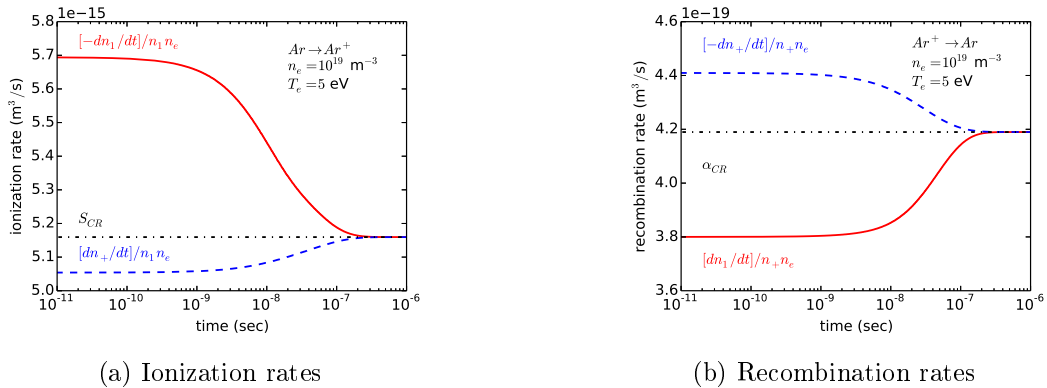 1e−15
5.8
5.7
5.6
5.5
5.4
5.3
5.2
5.1
5.0
ionization rate (m³/s)
[−dn₁/dt]/n₁nₑ
Ar→Ar⁺
nₑ=10¹⁹ m⁻³
Tₑ=5 eV
S_CR
[dn₊/dt]/n₁nₑ
10⁻¹¹ 10⁻¹⁰ 10⁻⁹ 10⁻⁸ 10⁻⁷ 10⁻⁶
time (sec)
(a) Ionization rates
1e−19
4.6
4.4
4.2
4.0
3.8
3.6
recombination rate (m³/s)
[−dn₊/dt]/n₊nₑ
Ar⁺→Ar
nₑ=10¹⁹ m⁻³
Tₑ=5 eV
α_CR
[dn₁/dt]/n₊nₑ
10⁻¹¹ 10⁻¹⁰ 10⁻⁹ 10⁻⁸ 10⁻⁷ 10⁻⁶
time (sec)
(b) Recombination rates